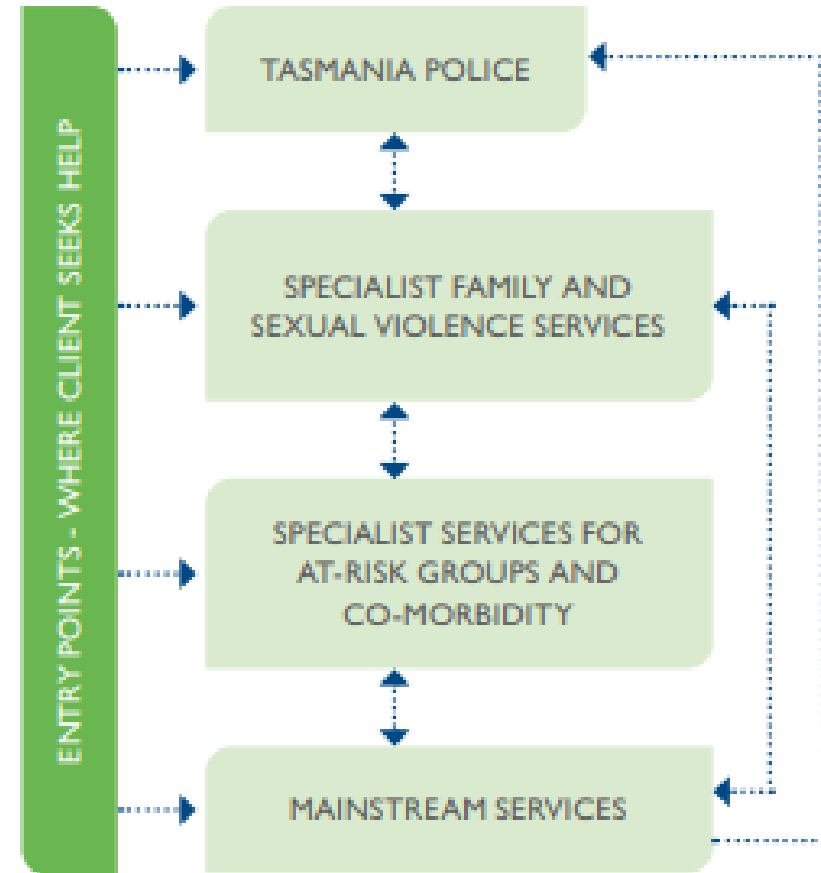 ENTRY POINTS - WHERE CLIENT SEEKS HELP
TASMANIA POLICE
SPECIALIST FAMILY AND
SEXUAL VIOLENCE SERVICES
SPECIALIST SERVICES FOR
AT-RISK GROUPS AND
CO-MORBIDITY
MAINSTREAM SERVICES